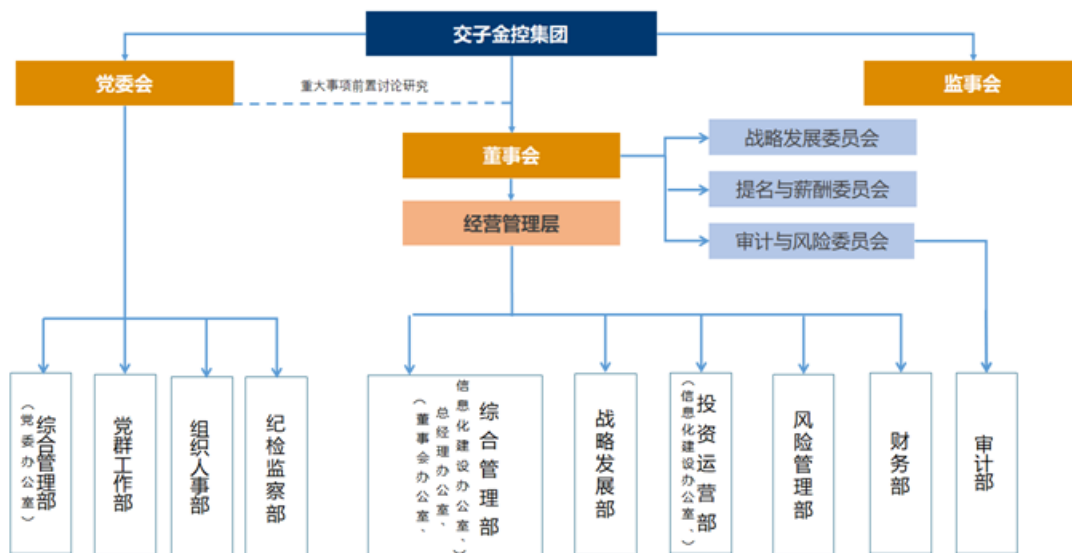 交子金控集团
党委会
重大事项前置讨论研究
监事会
董事会
战略发展委员会
提名与薪酬委员会
经营管理层
审计与风险委员会
综合管理部
（党委办公室）
党群工作部
组织人事部
纪检监察部
综合管理部
（董事会办公室、
总经理办公室、
信息化建设办公室、）
战略发展部
投资运营部
（信息化建设办公室、）
风险管理部
财务部
审计部